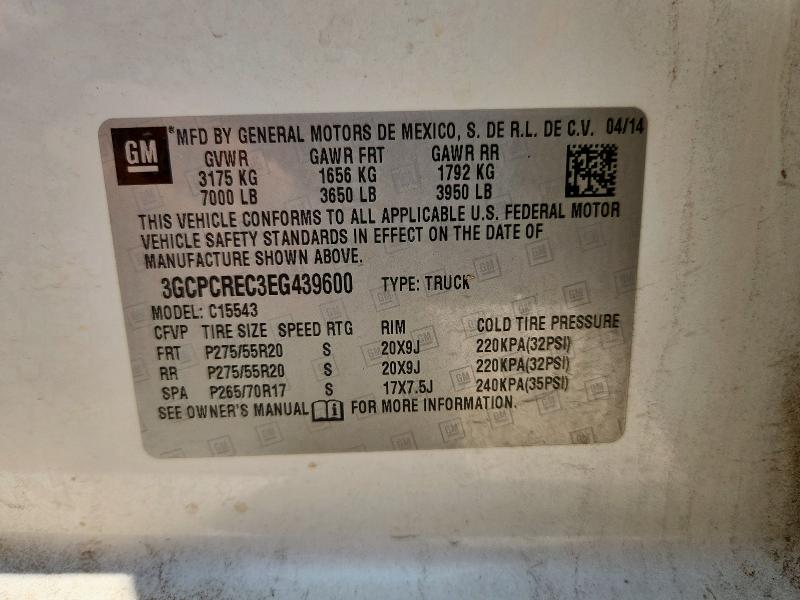 GM
*MFD BY GENERAL MOTORS DE MEXICO, S. DE R.L. DE C.V. 04/14
GVWR GAWR FRT GAWR RR
3175 KG 1656 KG 1792 KG
7000 LB 3650 LB 3950 LB
THIS VEHICLE CONFORMS TO ALL APPLICABLE U.S. FEDERAL MOTOR
VEHICLE SAFETY STANDARDS IN EFFECT ON THE DATE OF
MANUFACTURE SHOWN ABOVE.
3GCPCREC3EG439600 TYPE: TRUCK
MODEL: C15543
CFVP TIRE SIZE SPEED RTG RIM COLD TIRE PRESSURE
FRT P275/55R20 S 20X9J 220KPA(32PSI)
RR P275/55R20 S 20X9J 220KPA(32PSI)
SPA P265/70R17 S 17X7.5J 240KPA(35PSI)
SEE OWNER'S MANUAL FOR MORE INFORMATION.